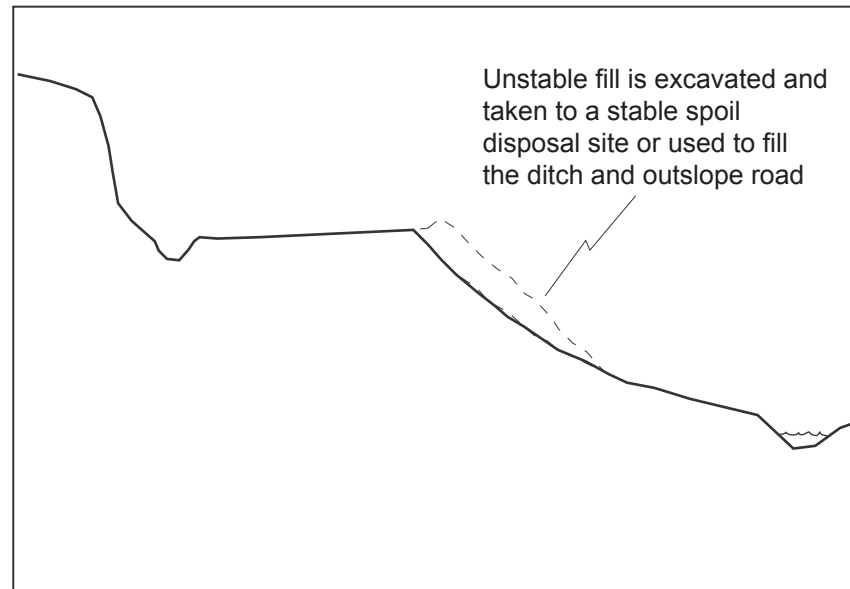 Unstable fill is excavated and
taken to a stable spoil
disposal site or used to fill
the ditch and outslope road